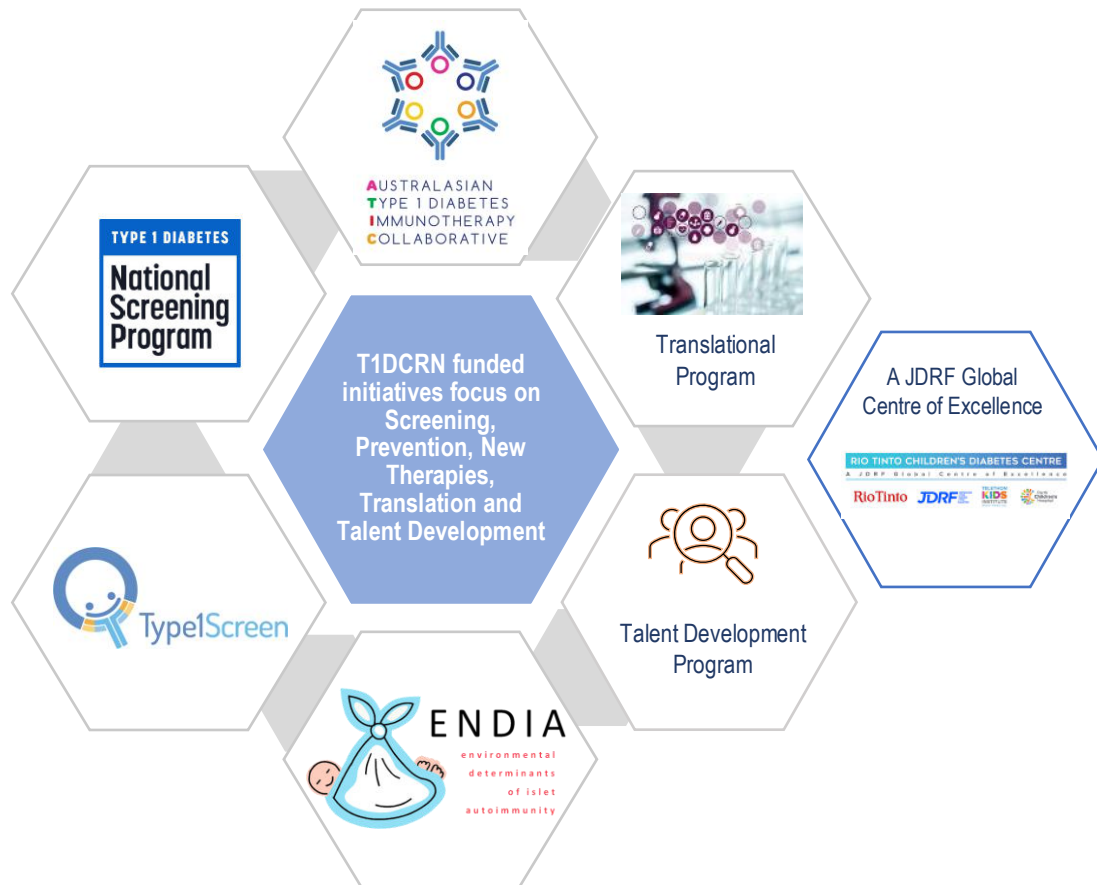 AUSTRALASIAN
TYPE 1 DIABETES
IMMUNOTHERAPY
COLLABORATIVE
TYPE 1 DIABETES
National
Screening
Program
Translational
Program
T1DCRN funded
initiatives focus on
Screening,
Prevention, New
Therapies,
Translation and
Talent Development
A JDRF Global
Centre of Excellence
RIO TINTO CHILDREN'S DIABETES CENTRE
A JDRF Global Centre of Excellence
RioTinto JDRF TELETHON KIDS INSTITUTE
Type1Screen
Talent Development
Program
ENDIA
environmental
determinants
of islet
autoimmunity